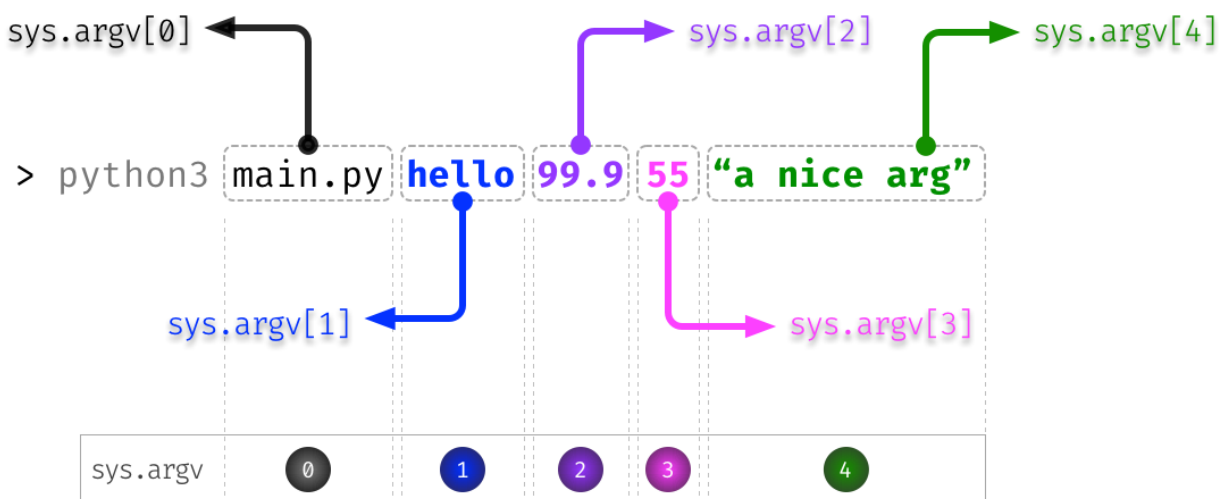 sys.argv[0] sys.argv[2] sys.argv[4]
> python3 main.py hello 99.9 55 “a nice arg”
sys.argv[1] sys.argv[3]
sys.argv 0 1 2 3 4